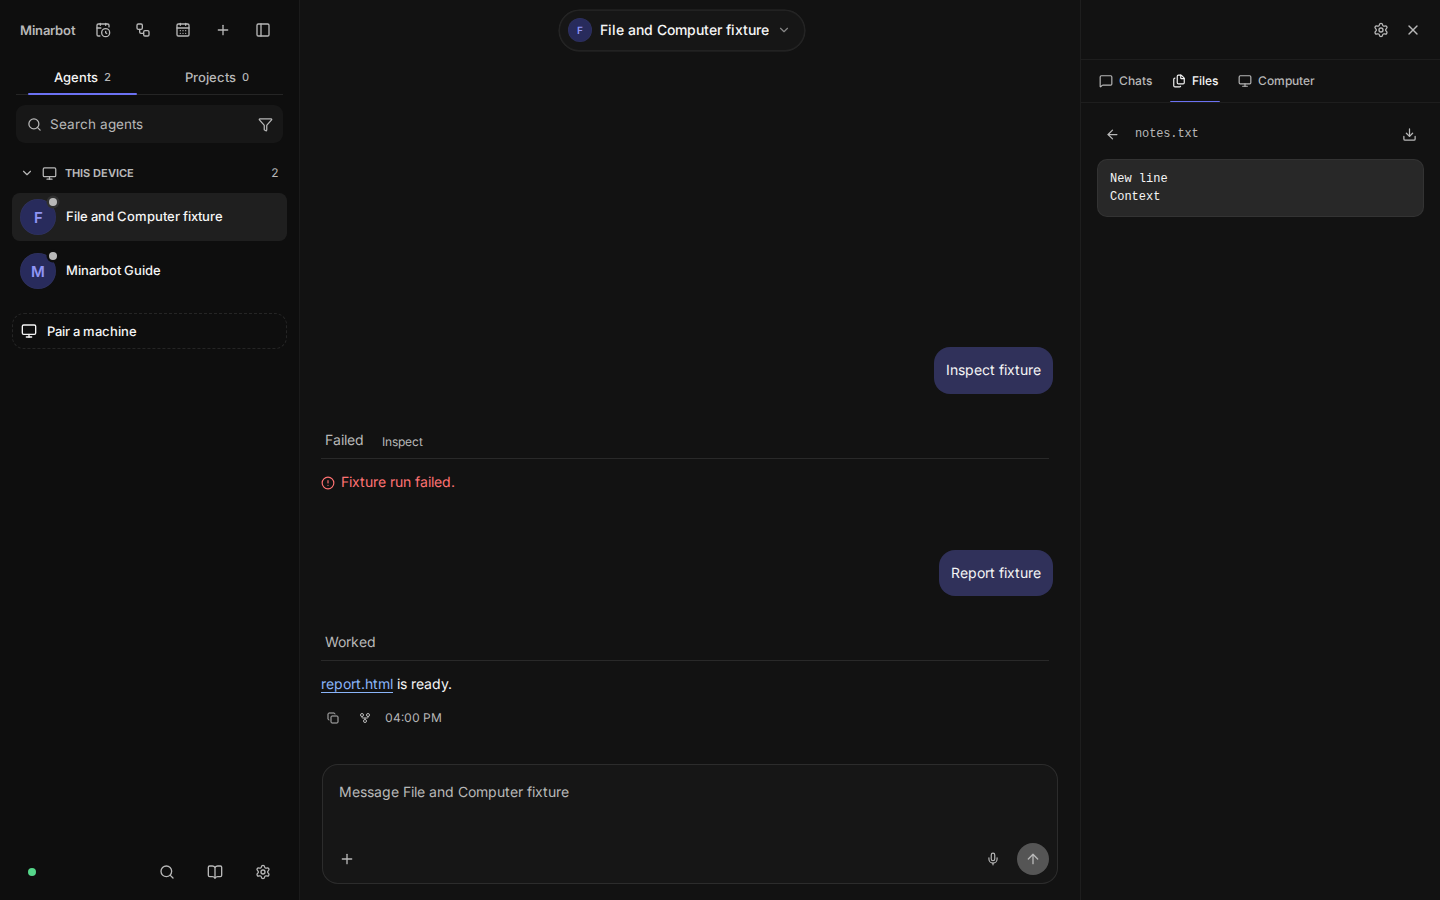 Minarbot
Agents 2
Projects 0
Search agents
THIS DEVICE 2
F
File and Computer fixture
M
Minarbot Guide
Pair a machine
F File and Computer fixture
Inspect fixture
Failed Inspect
Fixture run failed.
Report fixture
Worked
report.html is ready.
04:00 PM
Message File and Computer fixture
Chats
Files
Computer
notes.txt
New line
Context